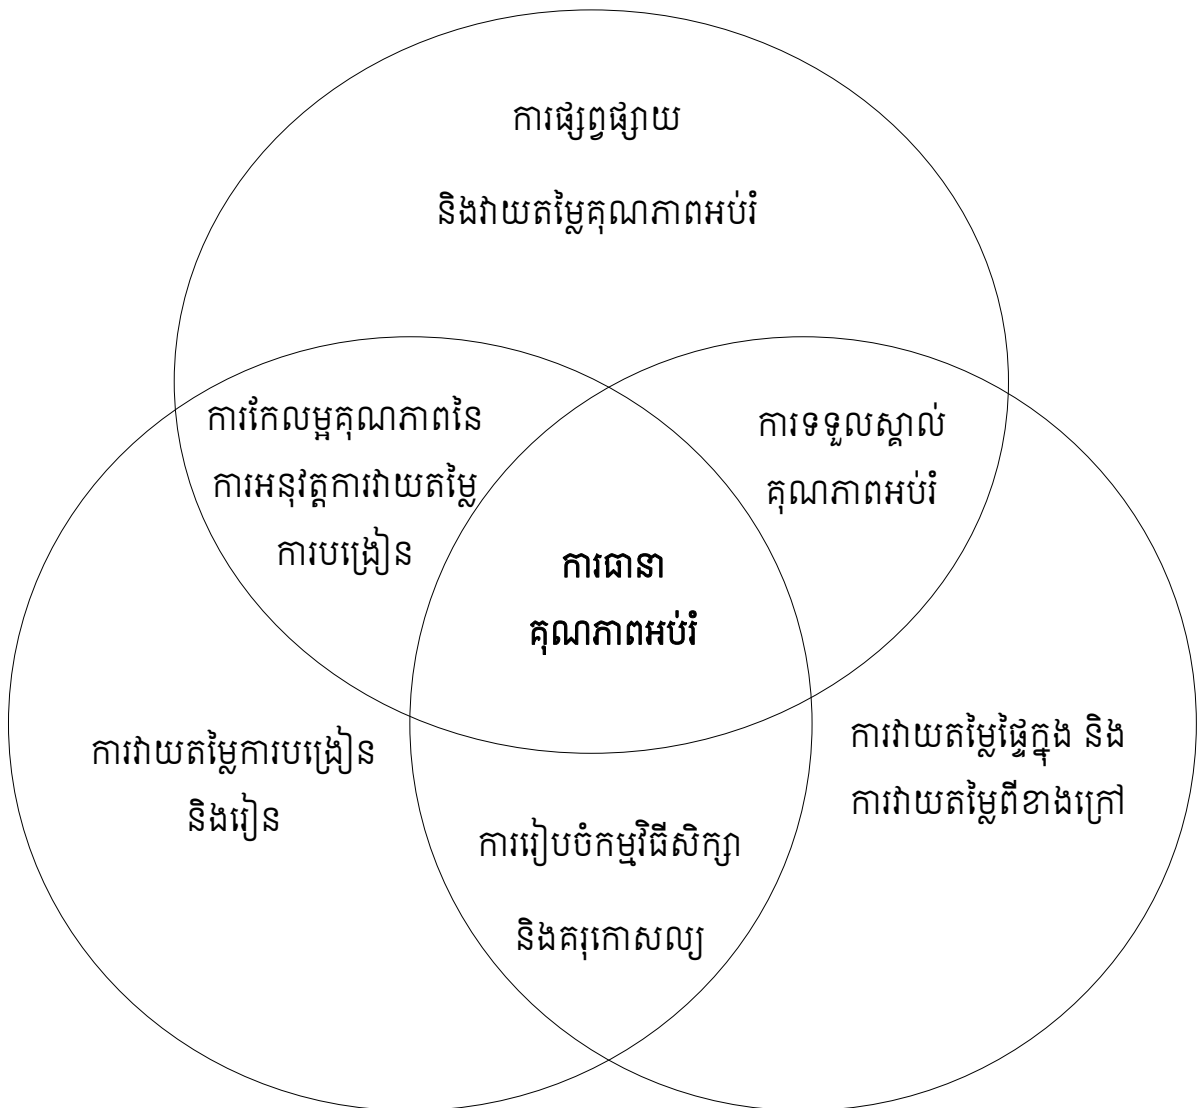 ការផ្សព្វផ្សាយ
និងវាយតម្លៃគុណភាពអប់រំ
ការកែលម្អគុណភាពនៃ
ការអនុវត្តការវាយតម្លៃ
ការបង្រៀន
ការទទួលស្គាល់
គុណភាពអប់រំ
ការធានា
គុណភាពអប់រំ
ការវាយតម្លៃការបង្រៀន
និងរៀន
ការវាយតម្លៃផ្ទៃក្នុង និង
ការវាយតម្លៃពីខាងក្រៅ
ការរៀបចំកម្មវិធីសិក្សា
និងគរុកោសល្យ